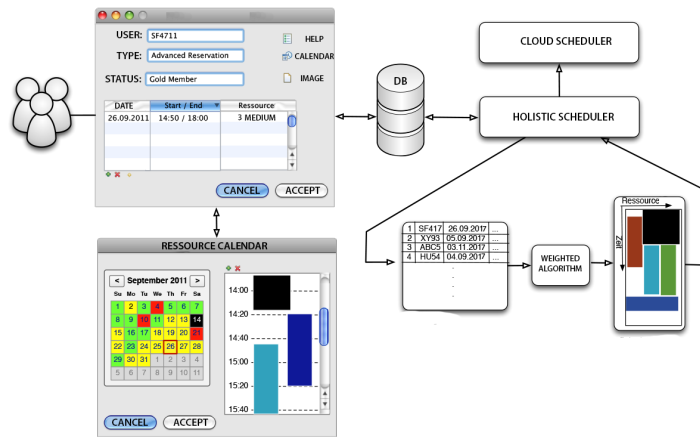 USER: SF4711
HELP
TYPE: Advanced Reservation
CALENDAR
STATUS: Gold Member
IMAGE
DATE Start / End Ressource
26.09.2011 14:50 / 18:00 3 MEDIUM
CANCEL ACCEPT
DB
CLOUD SCHEDULER
HOLISTIC SCHEDULER
1 SF417 26.09.2017 ...
2 XY93 05.09.2017 ...
3 ABC5 03.11.2017 ...
4 HU54 04.09.2017 ...
WEIGHTED
ALGORITHM
Ressource
Zeit
RESSOURCE CALENDAR
< September 2011 >
Su Mo Tu We Th Fr Sa
1 2 3 4 5 6 7
8 9 10 11 12 13 14
15 16 17 18 19 20 21
22 23 24 25 26 27 28
29 30 31 1 2 3 4
5 6 7 8 9 10 11
14:00
14:20
14:40
15:00
15:20
15:40
CANCEL ACCEPT